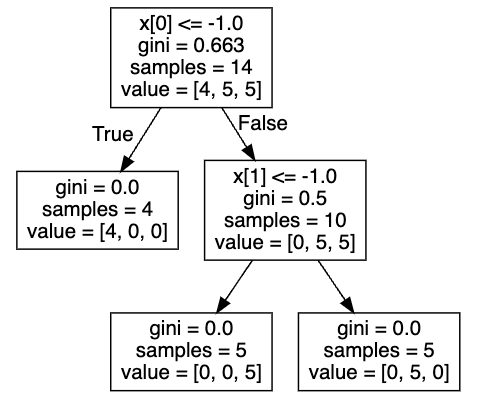 x[0] <= -1.0
gini = 0.663
samples = 14
value = [4, 5, 5]
True
False
gini = 0.0
samples = 4
value = [4, 0, 0]
x[1] <= -1.0
gini = 0.5
samples = 10
value = [0, 5, 5]
gini = 0.0
samples = 5
value = [0, 0, 5]
gini = 0.0
samples = 5
value = [0, 5, 0]